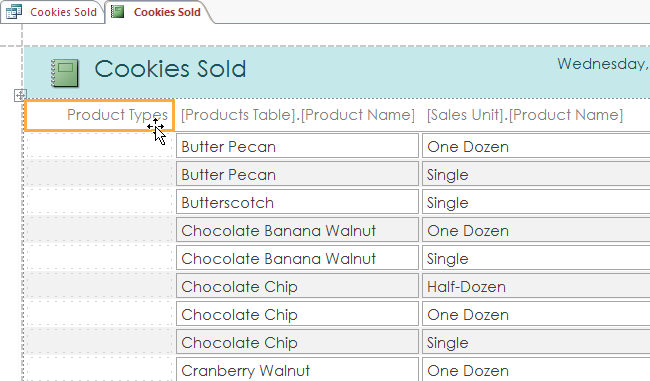 Cookies Sold Cookies Sold
Cookies Sold Wednesday,
Product Types [Products Table].[Product Name] [Sales Unit].[Product Name]
Butter Pecan One Dozen
Butter Pecan Single
Butterscotch Single
Chocolate Banana Walnut One Dozen
Chocolate Banana Walnut Single
Chocolate Chip Half-Dozen
Chocolate Chip One Dozen
Chocolate Chip Single
Cranberry Walnut One Dozen